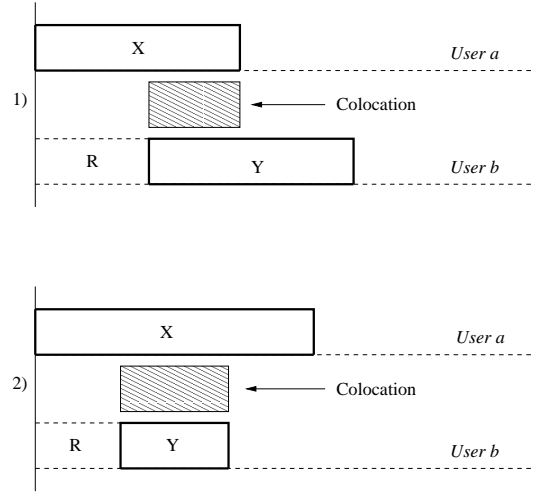 X
User a
1)
Colocation
R
Y
User b
X
User a
2)
Colocation
R
Y
User b